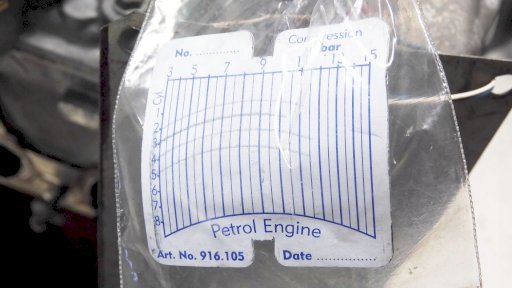 No. ..............
Compression
bar
3 5 7 9 11 13 15
Cyl.
1
2
3
4
5
6
7
8
Petrol Engine
Art. No. 916.105
Date ................